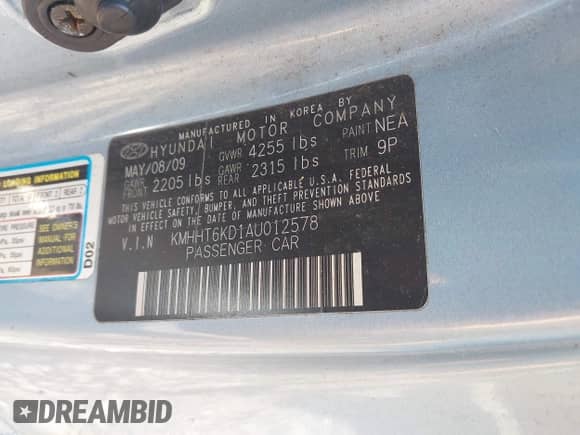 MANUFACTURED IN KOREA BY
HYUNDAI MOTOR COMPANY
MAY/08/09 GVWR 4255 lbs PAINT NEA
GAWR FRONT 2205 lbs GAWR REAR 2315 lbs TRIM 9P
THIS VEHICLE CONFORMS TO ALL APPLICABLE U.S.A. FEDERAL
MOTOR VEHICLE SAFETY, BUMPER, AND THEFT PREVENTION STANDARDS
IN EFFECT ON THE DATE OF MANUFACTURE SHOWN ABOVE.
V.I.N KMHHT6KD1AU012578
PASSENGER CAR
LOADING INFORMATION
SEE OWNER'S
MANUAL FOR
ADDITIONAL
INFORMATION
D02
DREAMBID